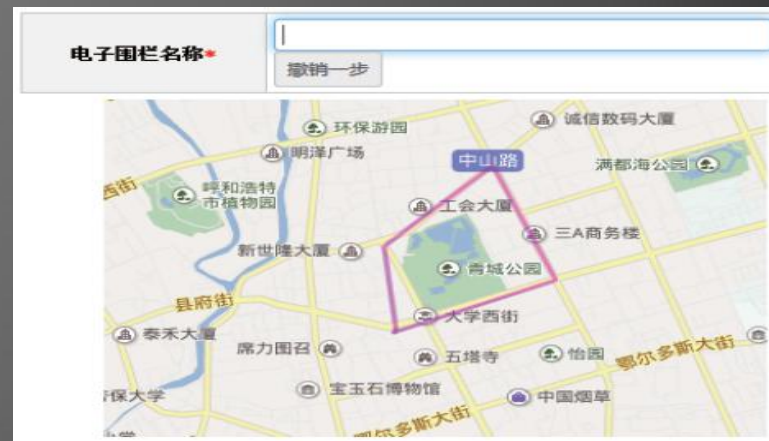 电子围栏名称*
撤销一步
环保游园
诚信数码大厦
明泽广场
中山路
满都海公园
西街
呼和浩特
市植物园
工会大厦
新世隆大厦
三A商务楼
青城公园
县府街
大学西街
泰禾大厦
席力图召
五塔寺
怡园
鄂尔多斯大街
保大学
宝玉石博物馆
中国烟草
鄂尔多斯大街